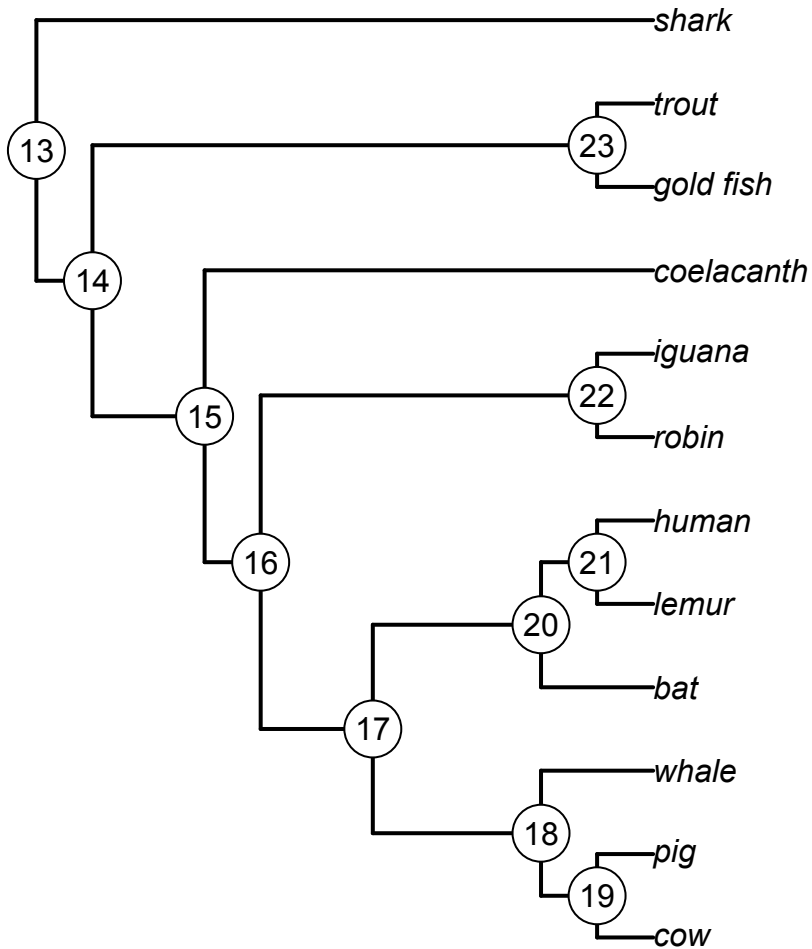 shark
trout
13
23
gold fish
coelacanth
14
iguana
22
15
robin
human
21
16
lemur
20
bat
17
whale
18
pig
19
cow